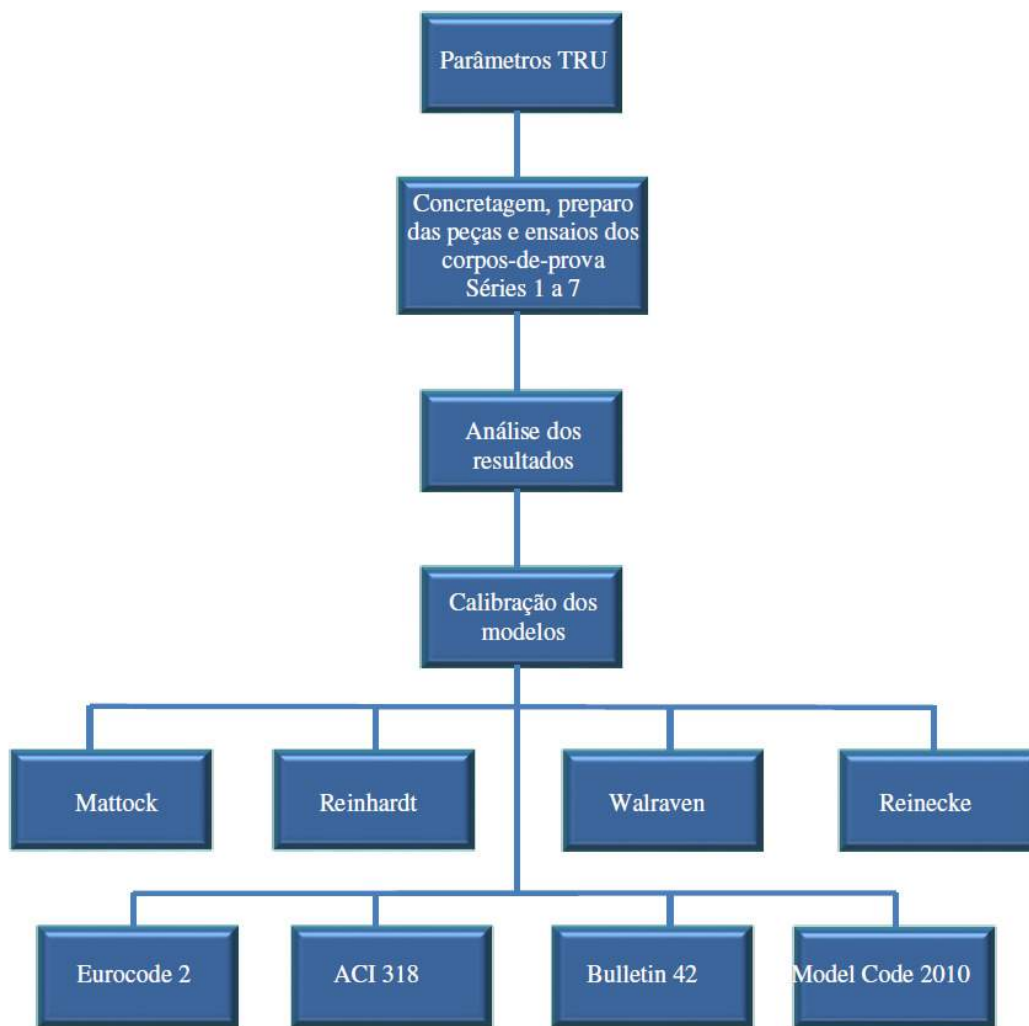 Parâmetros TRU
Concretagem, preparo
das peças e ensaios dos
corpos-de-prova
Séries 1 a 7
Análise dos
resultados
Calibração dos
modelos
Mattock
Reinhardt
Walraven
Reinecke
Eurocode 2
ACI 318
Bulletin 42
Model Code 2010